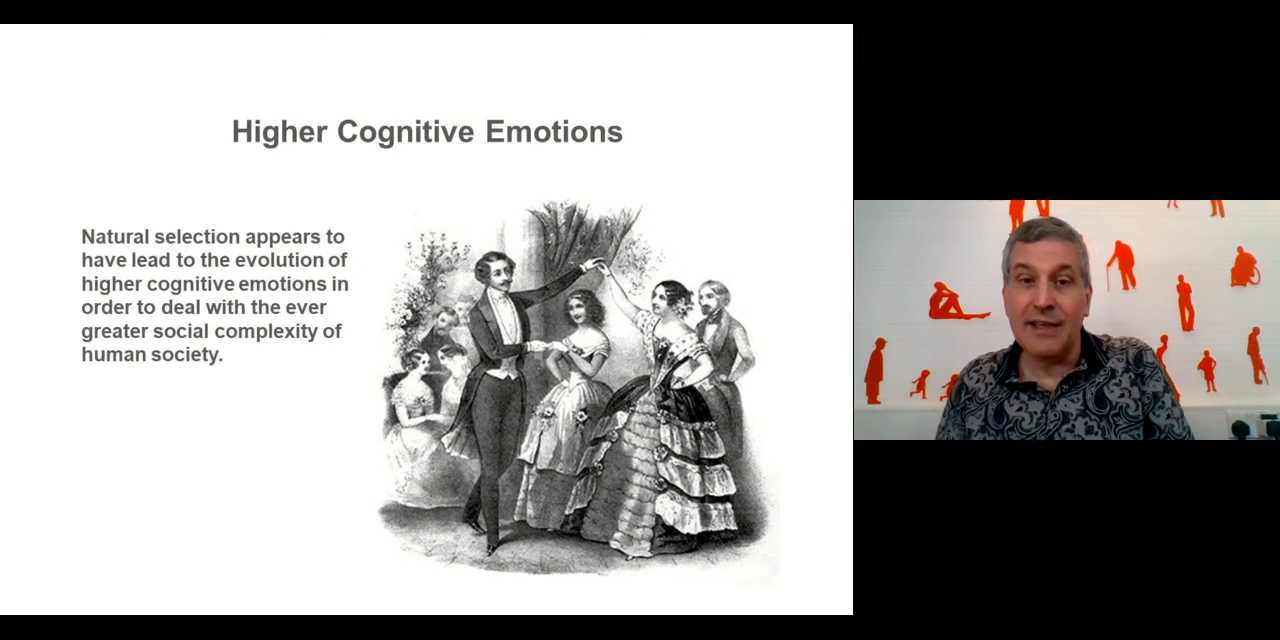 Higher Cognitive Emotions
Natural selection appears to
have lead to the evolution of
higher cognitive emotions in
order to deal with the ever
greater social complexity of
human society.